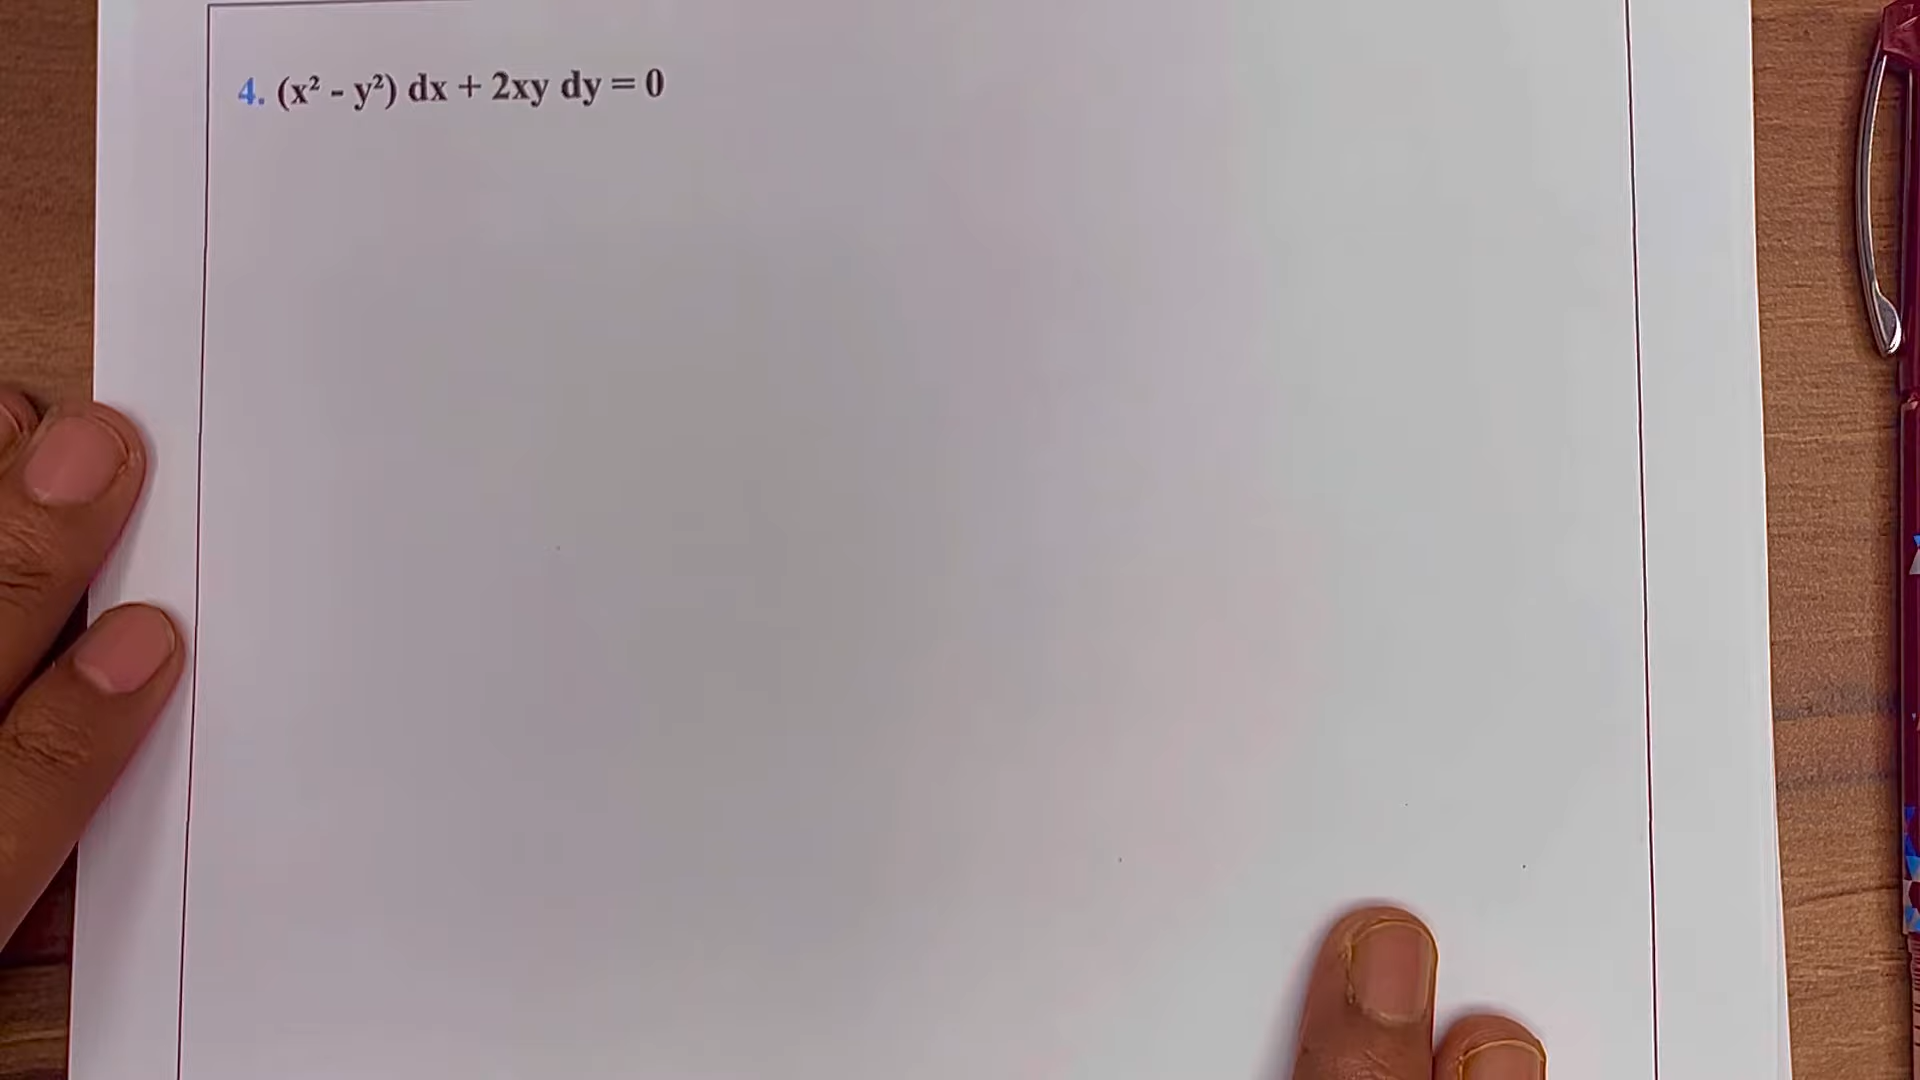 4. (x² - y²) dx + 2xy dy = 0